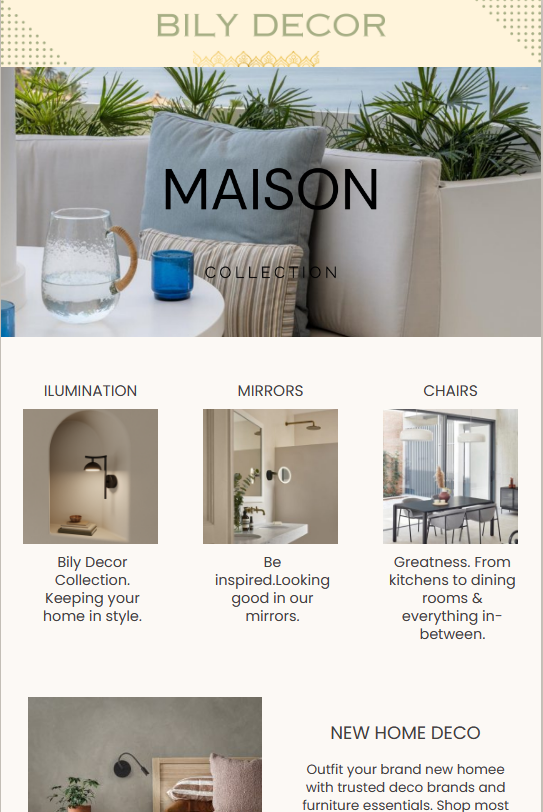 BILY DECOR
MAISON
COLLECTION
ILUMINATION
MIRRORS
CHAIRS
Bily Decor
Collection.
Keeping your
home in style.
Be
inspired.Looking
good in our
mirrors.
Greatness. From
kitchens to dining
rooms &
everything in-
between.
NEW HOME DECO
Outfit your brand new homee
with trusted deco brands and
furniture essentials. Shop most